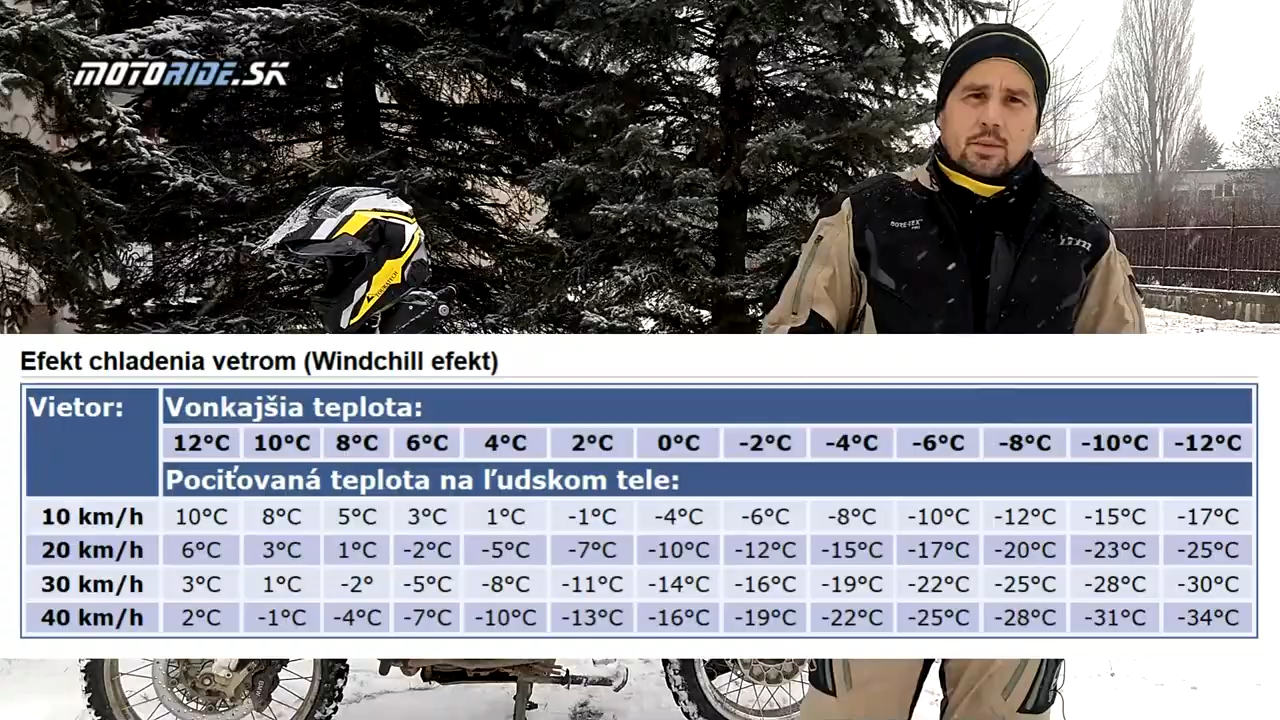 MOTORIDE.SK
GORE-TEX
PRO
TOURATECH
Efekt chladenia vetrom (Windchill efekt)
Vietor: Vonkajšia teplota:
12°C 10°C 8°C 6°C 4°C 2°C 0°C -2°C -4°C -6°C -8°C -10°C -12°C
Pociťovaná teplota na ľudskom tele:
10 km/h 10°C 8°C 5°C 3°C 1°C -1°C -4°C -6°C -8°C -10°C -12°C -15°C -17°C
20 km/h 6°C 3°C 1°C -2°C -5°C -7°C -10°C -12°C -15°C -17°C -20°C -23°C -25°C
30 km/h 3°C 1°C -2° -5°C -8°C -11°C -14°C -16°C -19°C -22°C -25°C -28°C -30°C
40 km/h 2°C -1°C -4°C -7°C -10°C -13°C -16°C -19°C -22°C -25°C -28°C -31°C -34°C